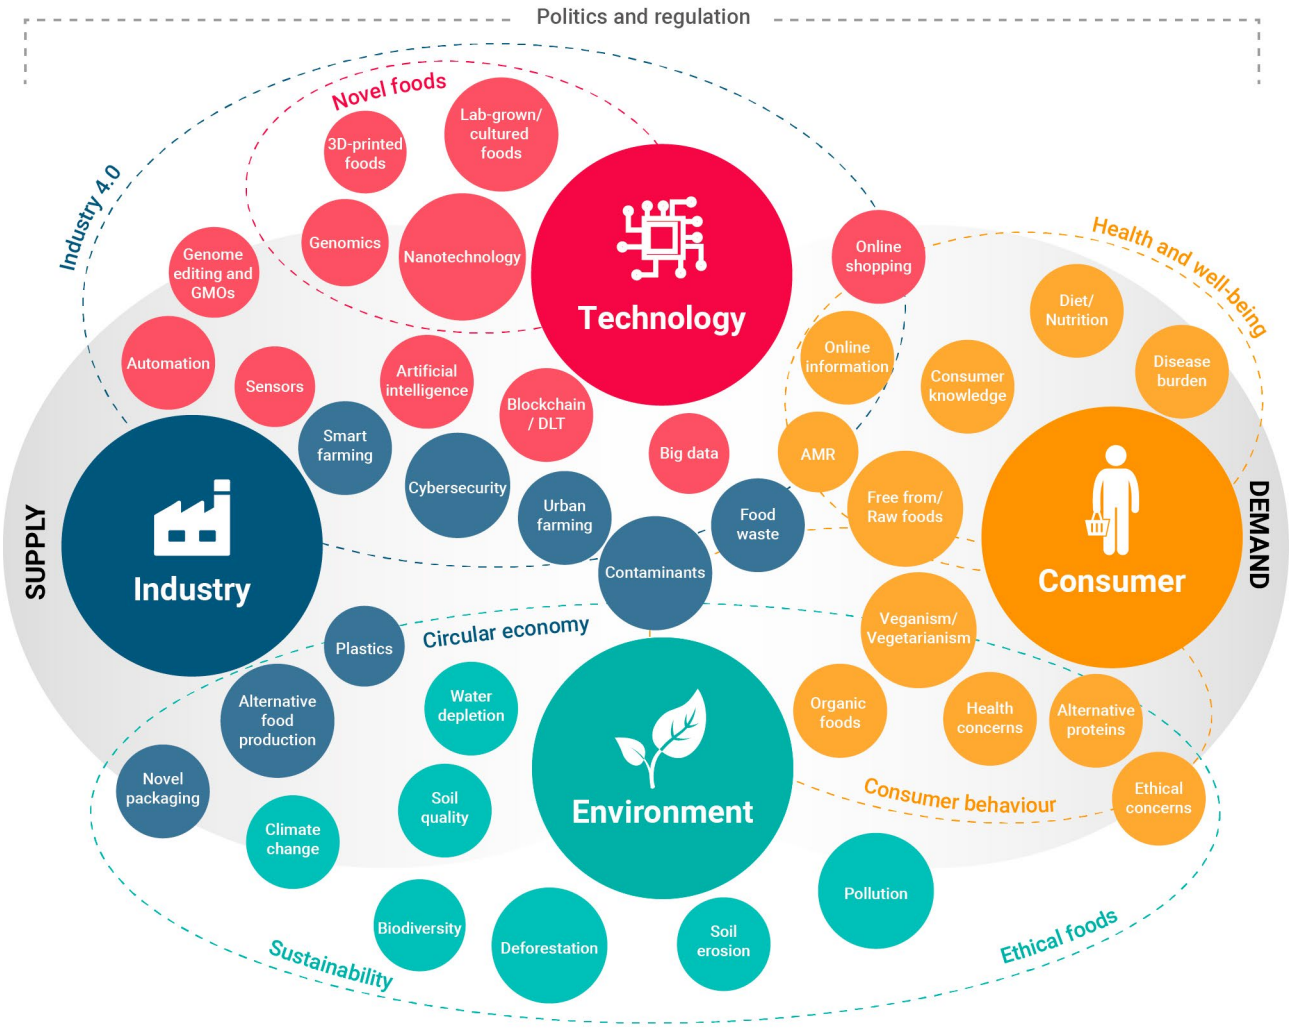 Politics and regulation
Novel foods
Lab-grown/
cultured
foods
3D-printed
foods
Industry 4.0
Genomics
Nanotechnology
Genome
editing and
GMOs
Technology
Online
shopping
Health and well-being
Diet/
Nutrition
Automation
Sensors
Artificial
intelligence
Blockchain
/ DLT
Online
information
Consumer
knowledge
Disease
burden
Smart
farming
Cybersecurity
Urban
farming
Big data
AMR
Food
waste
Free from/
Raw foods
SUPPLY
Industry
Contaminants
Consumer
DEMAND
Plastics
Circular economy
Veganism/
Vegetarianism
Alternative
food
production
Water
depletion
Organic
foods
Health
concerns
Alternative
proteins
Novel
packaging
Soil
quality
Environment
Consumer behaviour
Ethical
concerns
Climate
change
Biodiversity
Deforestation
Soil
erosion
Pollution
Sustainability
Ethical foods